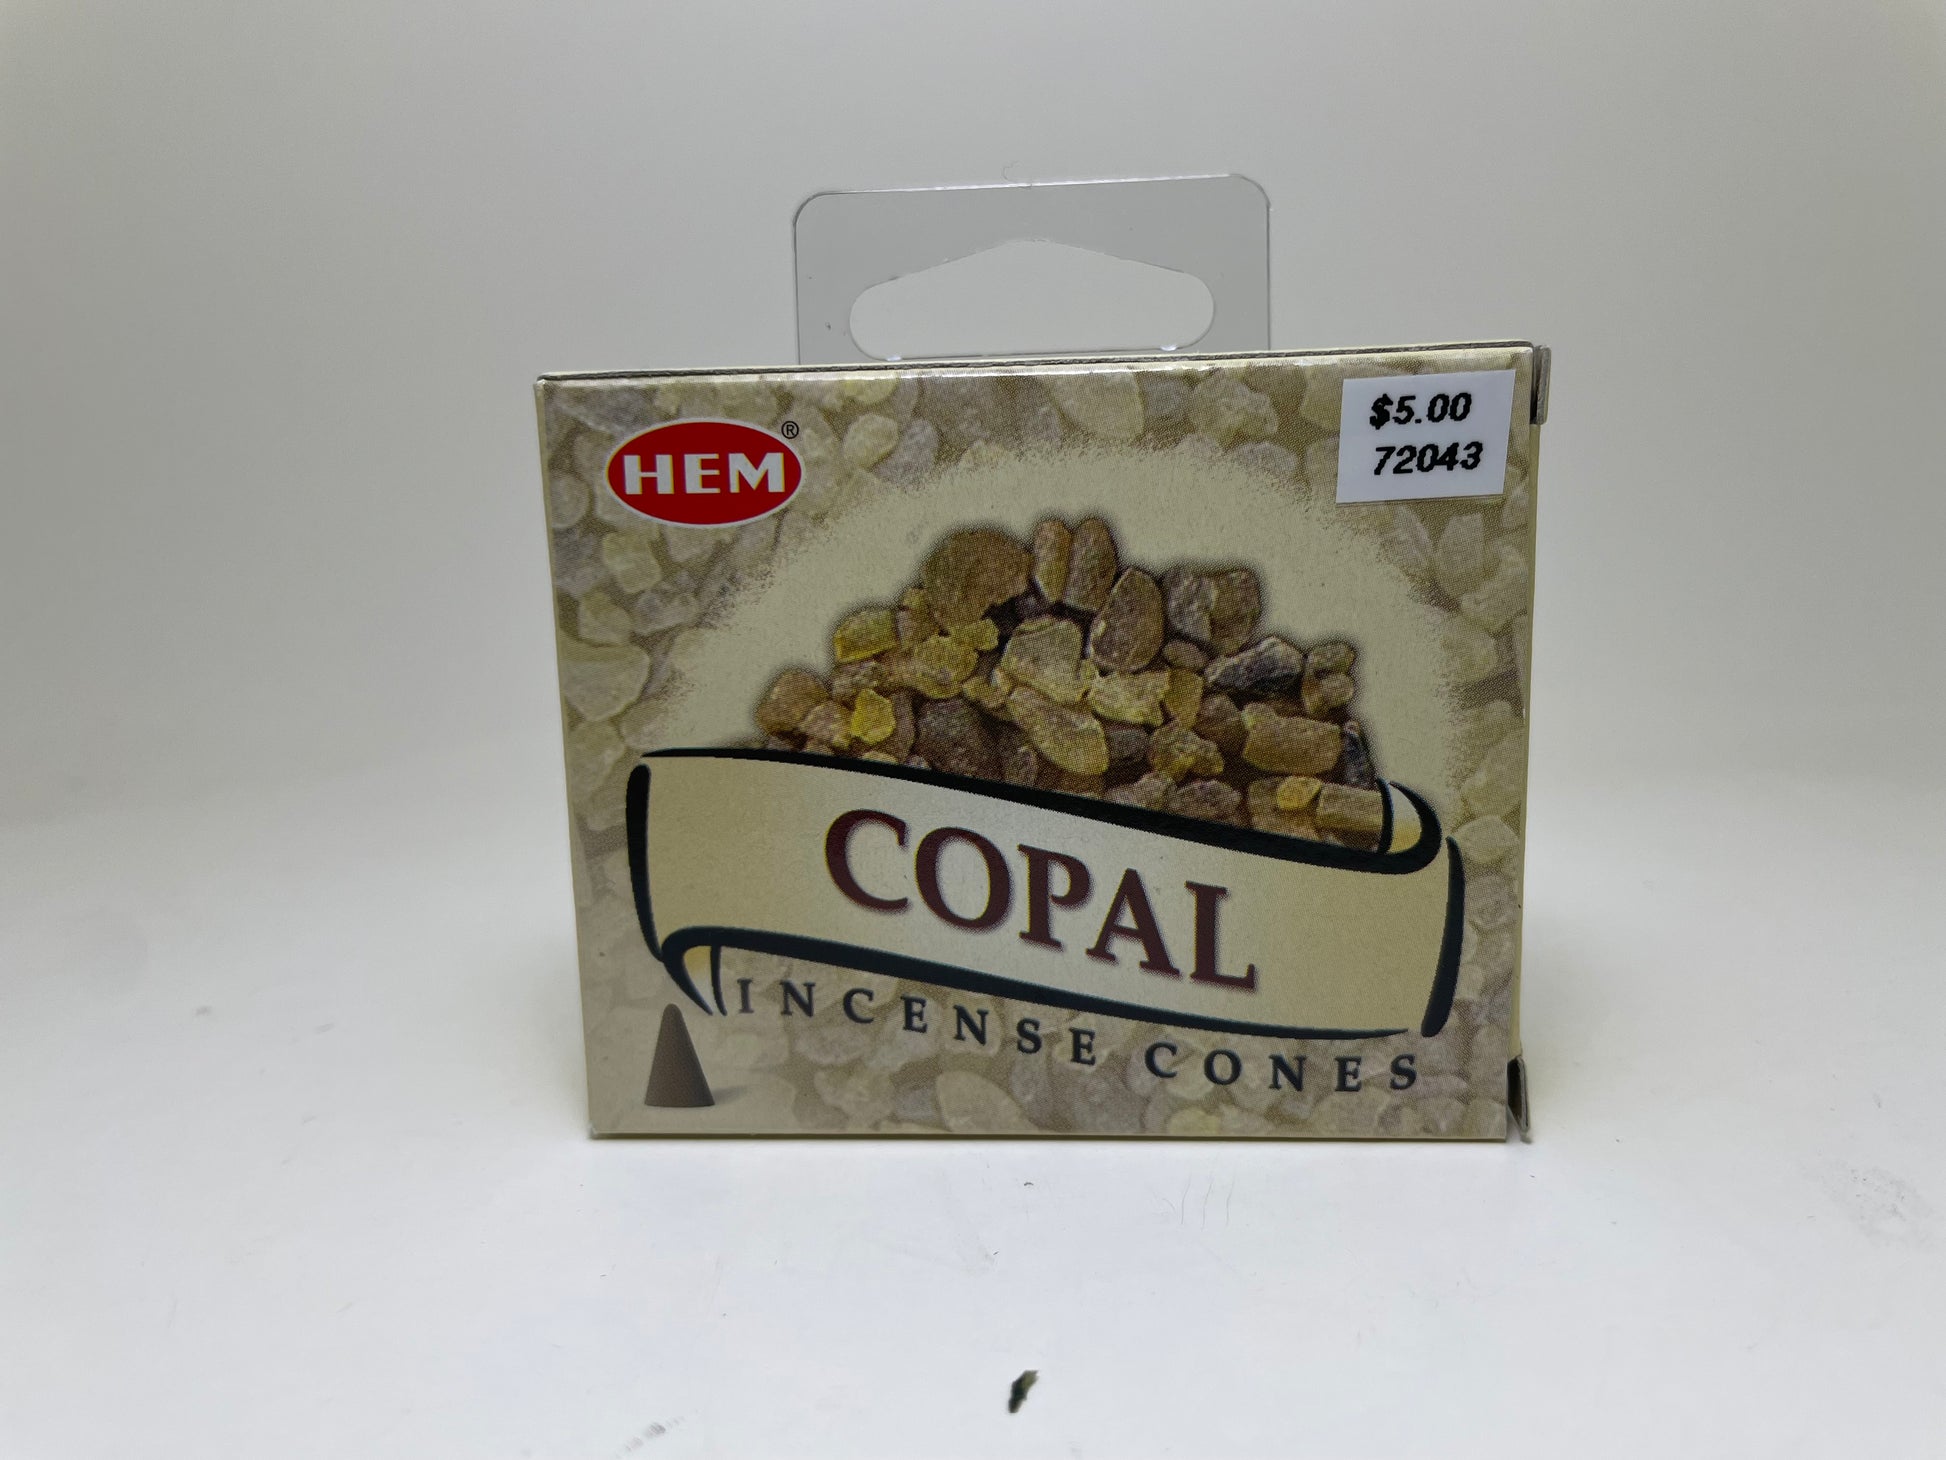 HEM®
$5.00
72043
COPAL
INCENSE CONES